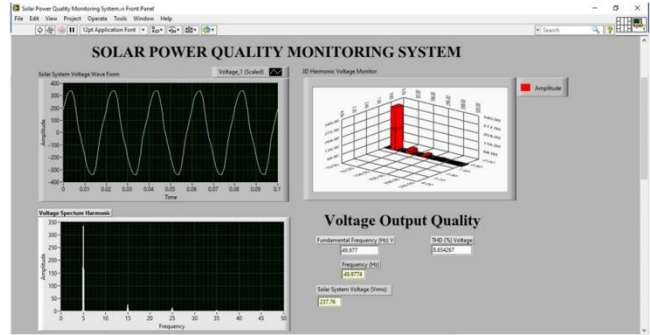 Solar Power Quality Monitoring System.vi Front Panel
File Edit View Project Operate Tools Window Help
12pt Application Font
Search
SOLAR POWER QUALITY MONITORING SYSTEM
Solar System Voltage Wave Form
Voltage_1 (Scaled)
400
300
200
100
0
-100
-200
-300
-400
Amplitude
0 0.01 0.02 0.03 0.04 0.05 0.06 0.07 0.08 0.09 0.1
Time
3D Harmonic Voltage Monitor
Amplitude
Voltage Spectum Harmonic
350
300
250
200
150
100
50
0
Amplitude
0 5 10 15 20 25 30 35 40 45 50
Frequency
Voltage Output Quality
Fundamental Frequency (Hz) V
49.977
THD (%) Voltage
8.454267
Frequency (Hz)
49.9774
Solar System Voltage (Vrms)
237.76